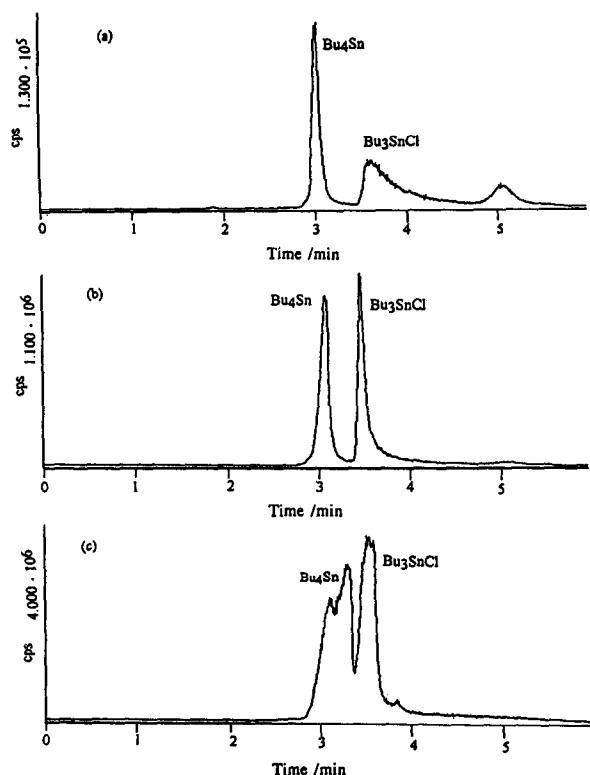 (a)
Bu4Sn
Bu3SnCl
cps 1.300 · 10⁵
0 1 2 3 4 5
Time /min
(b)
Bu4Sn
Bu3SnCl
cps 1.100 · 10⁶
0 1 2 3 4 5
Time /min
(c)
Bu4Sn
Bu3SnCl
cps 4.000 · 10⁶
0 1 2 3 4 5
Time /min